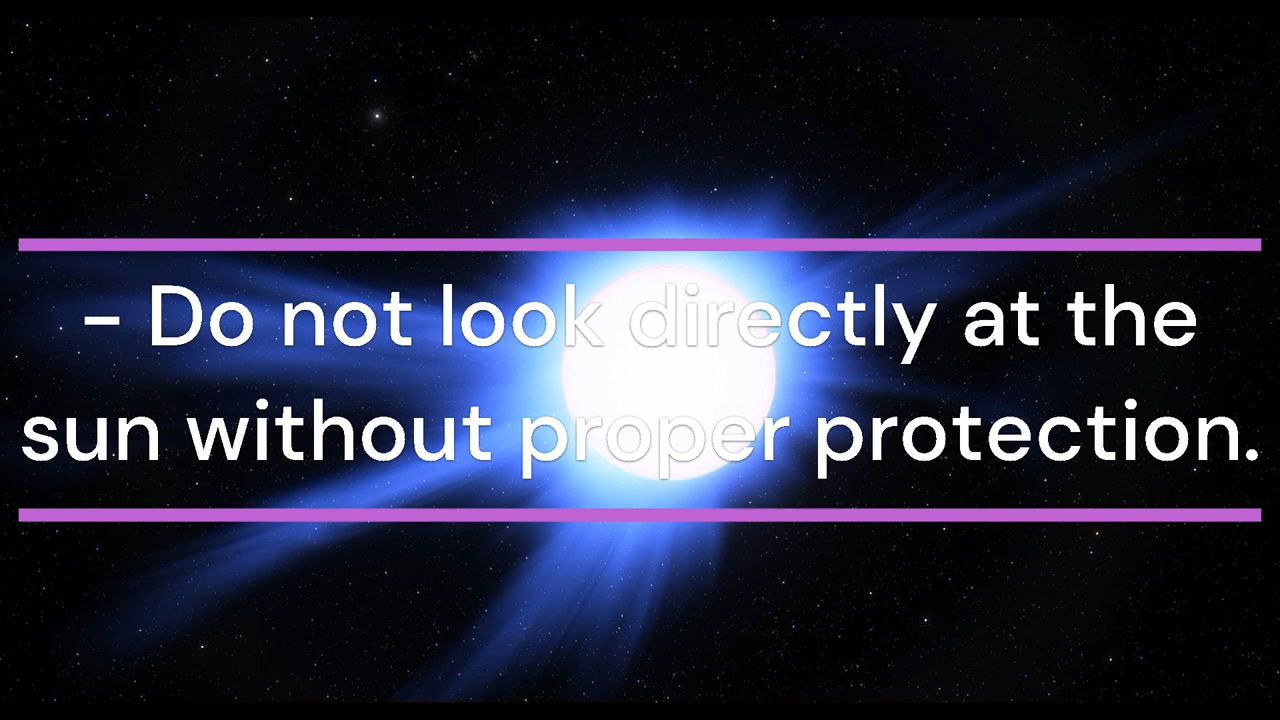 – Do not look directly at the
sun without proper protection.